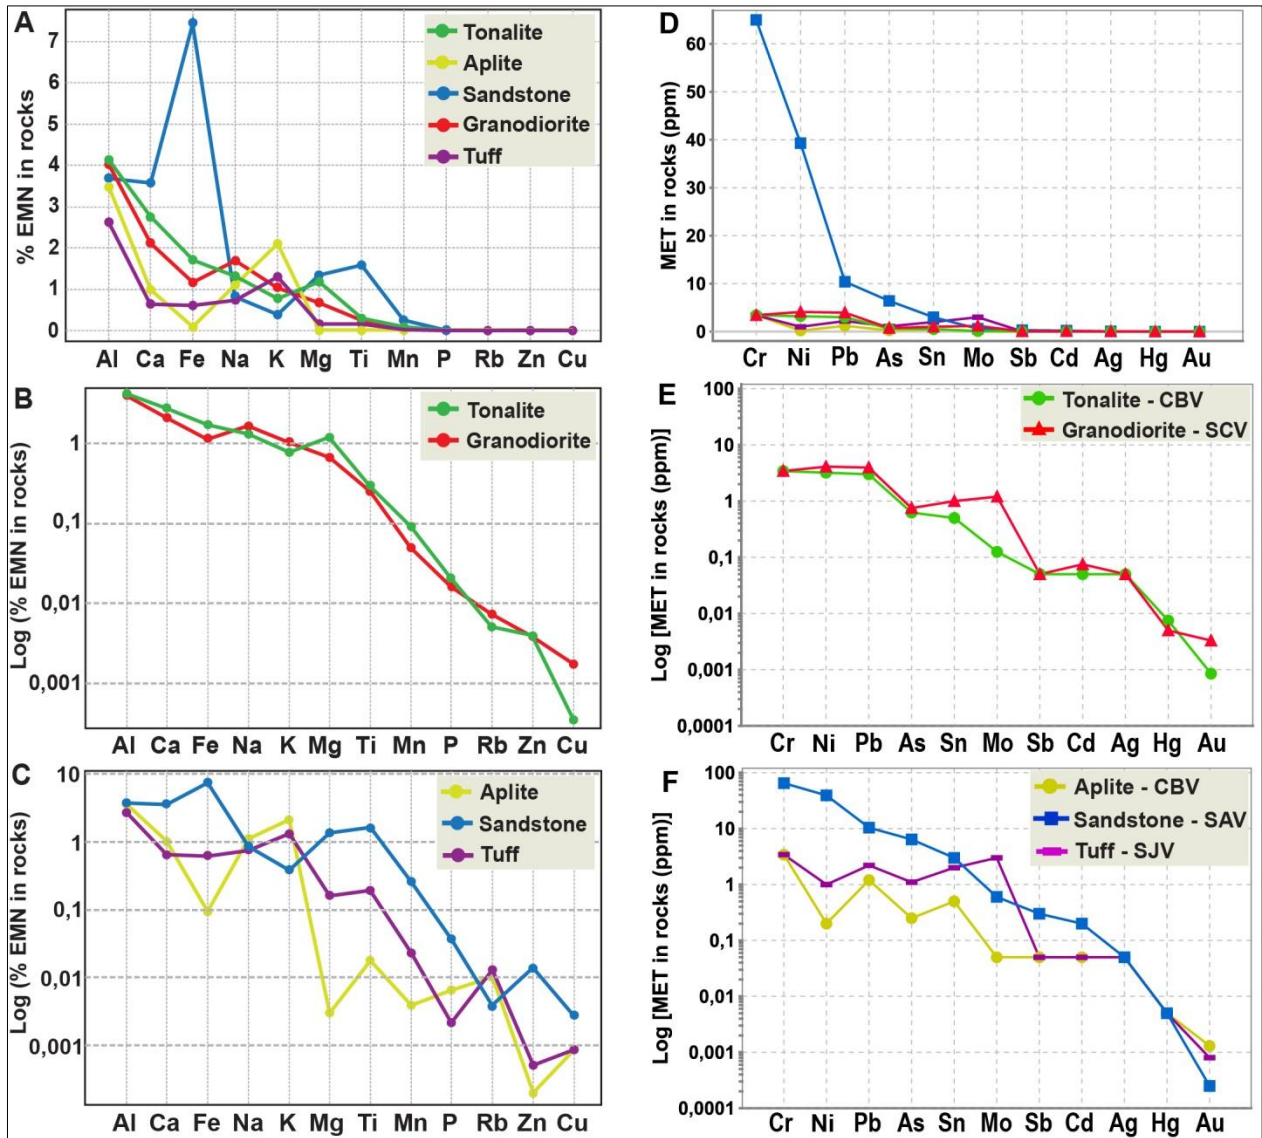 A
% EMN in rocks
7
6
5
4
3
2
1
0
Tonalite
Aplite
Sandstone
Granodiorite
Tuff
Al Ca Fe Na K Mg Ti Mn P Rb Zn Cu
B
Log (% EMN in rocks)
1
0,1
0,01
0,001
Tonalite
Granodiorite
Al Ca Fe Na K Mg Ti Mn P Rb Zn Cu
C
Log (% EMN in rocks)
10
1
0,1
0,01
0,001
Aplite
Sandstone
Tuff
Al Ca Fe Na K Mg Ti Mn P Rb Zn Cu
D
MET in rocks (ppm)
60
50
40
30
20
10
0
Cr Ni Pb As Sn Mo Sb Cd Ag Hg Au
E
Log [MET in rocks (ppm)]
100
10
1
0,1
0,01
0,001
0,0001
Tonalite - CBV
Granodiorite - SCV
Cr Ni Pb As Sn Mo Sb Cd Ag Hg Au
F
Log [MET in rocks (ppm)]
100
10
1
0,1
0,01
0,001
0,0001
Aplite - CBV
Sandstone - SAV
Tuff - SJV
Cr Ni Pb As Sn Mo Sb Cd Ag Hg Au